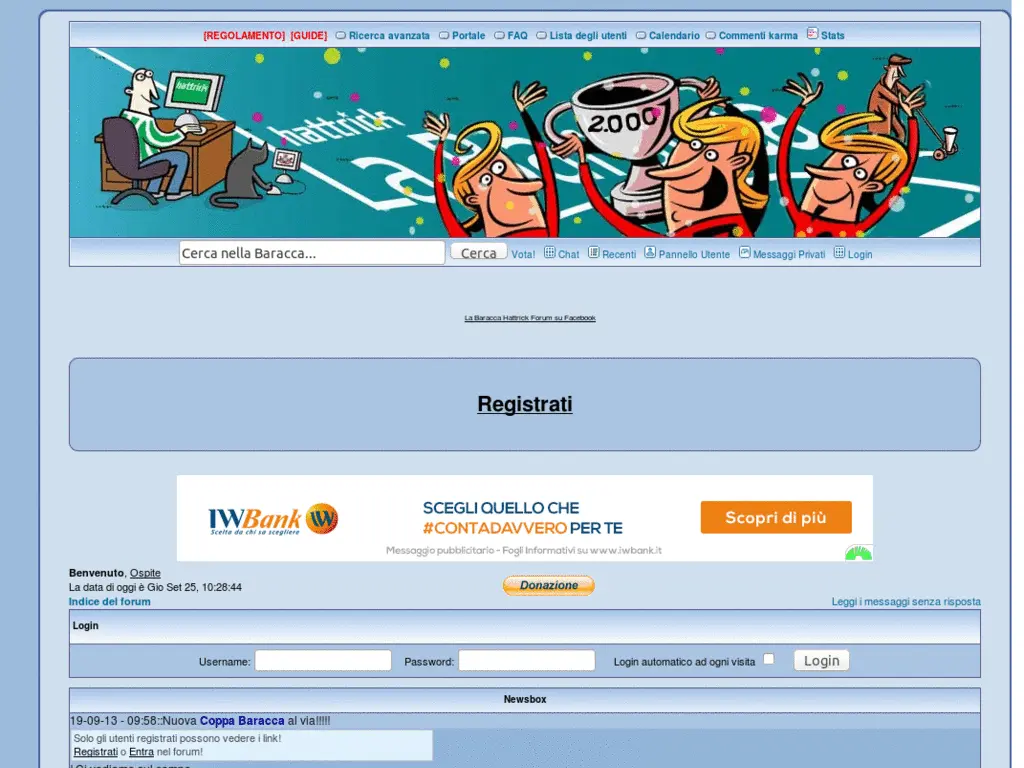 [REGOLAMENTO] [GUIDE] Ricerca avanzata Portale FAQ Lista degli utenti Calendario Commenti karma Stats
hattrick
hattrick
2.000
Cerca nella Baracca... Cerca Vota! Chat Recenti Pannello Utente Messaggi Privati Login
La Baracca Hattrick Forum su Facebook
Registrati
IWBank W SCEGLI QUELLO CHE
Scelta da chi sa scegliere #CONTADAVVERO PER TE Scopri di più
Messaggio pubblicitario - Fogli Informativi su www.iwbank.it
Benvenuto, Ospite
La data di oggi è Gio Set 25, 10:28:44 Donazione
Indice del forum Leggi i messaggi senza risposta
Login
Username: Password: Login automatico ad ogni visita Login
Newsbox
19-09-13 - 09:58::Nuova Coppa Baracca al via!!!!!
Solo gli utenti registrati possono vedere i link!
Registrati o Entra nel forum!